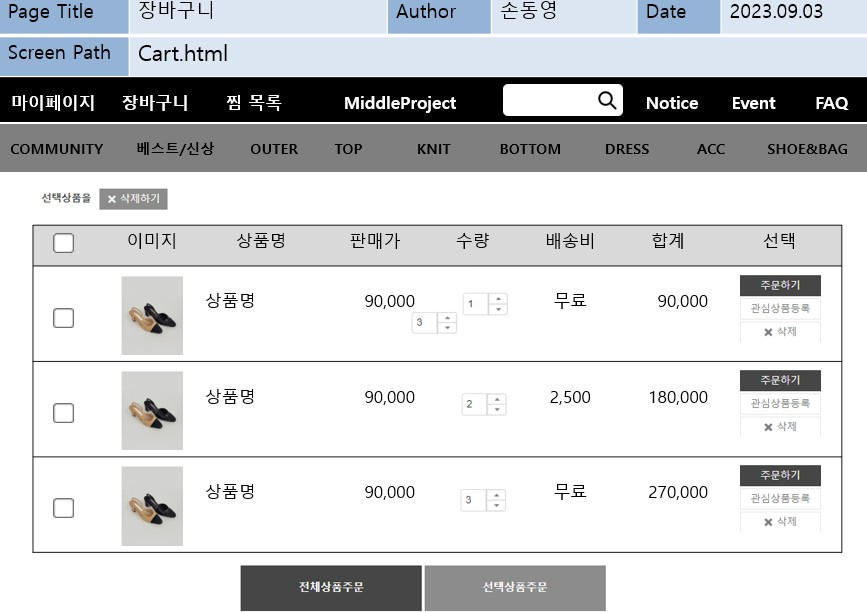 Page Title 장바구니 Author 손동영 Date 2023.09.03
Screen Path Cart.html
마이페이지 장바구니 찜 목록 MiddleProject Notice Event FAQ
COMMUNITY 베스트/신상 OUTER TOP KNIT BOTTOM DRESS ACC SHOE&BAG
선택상품을 × 삭제하기
이미지 상품명 판매가 수량 배송비 합계 선택
주문하기
상품명 90,000 1 무료 90,000 관심상품등록
3 × 삭제
주문하기
상품명 90,000 2 2,500 180,000 관심상품등록
× 삭제
주문하기
상품명 90,000 3 무료 270,000 관심상품등록
× 삭제
전체상품주문 선택상품주문